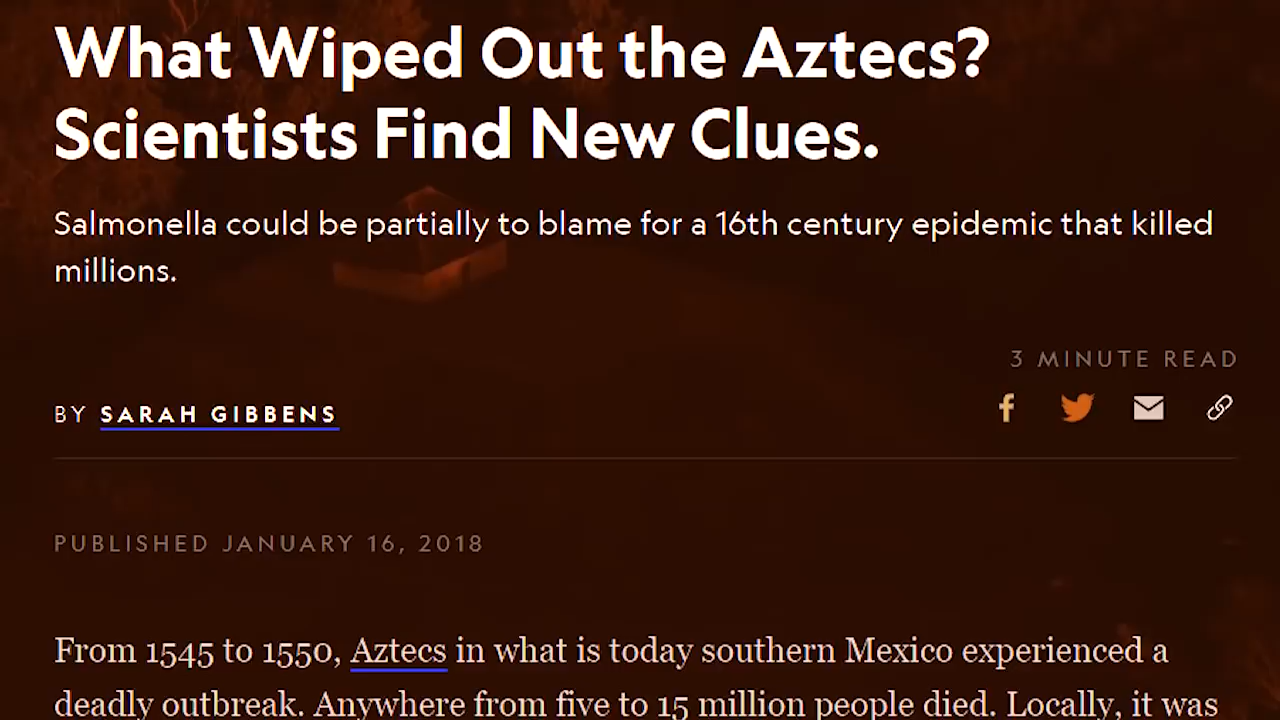 What Wiped Out the Aztecs?
Scientists Find New Clues.
Salmonella could be partially to blame for a 16th century epidemic that killed
millions.
3 MINUTE READ
BY SARAH GIBBENS
PUBLISHED JANUARY 16, 2018
From 1545 to 1550, Aztecs in what is today southern Mexico experienced a
deadly outbreak. Anywhere from five to 15 million people died. Locally, it was